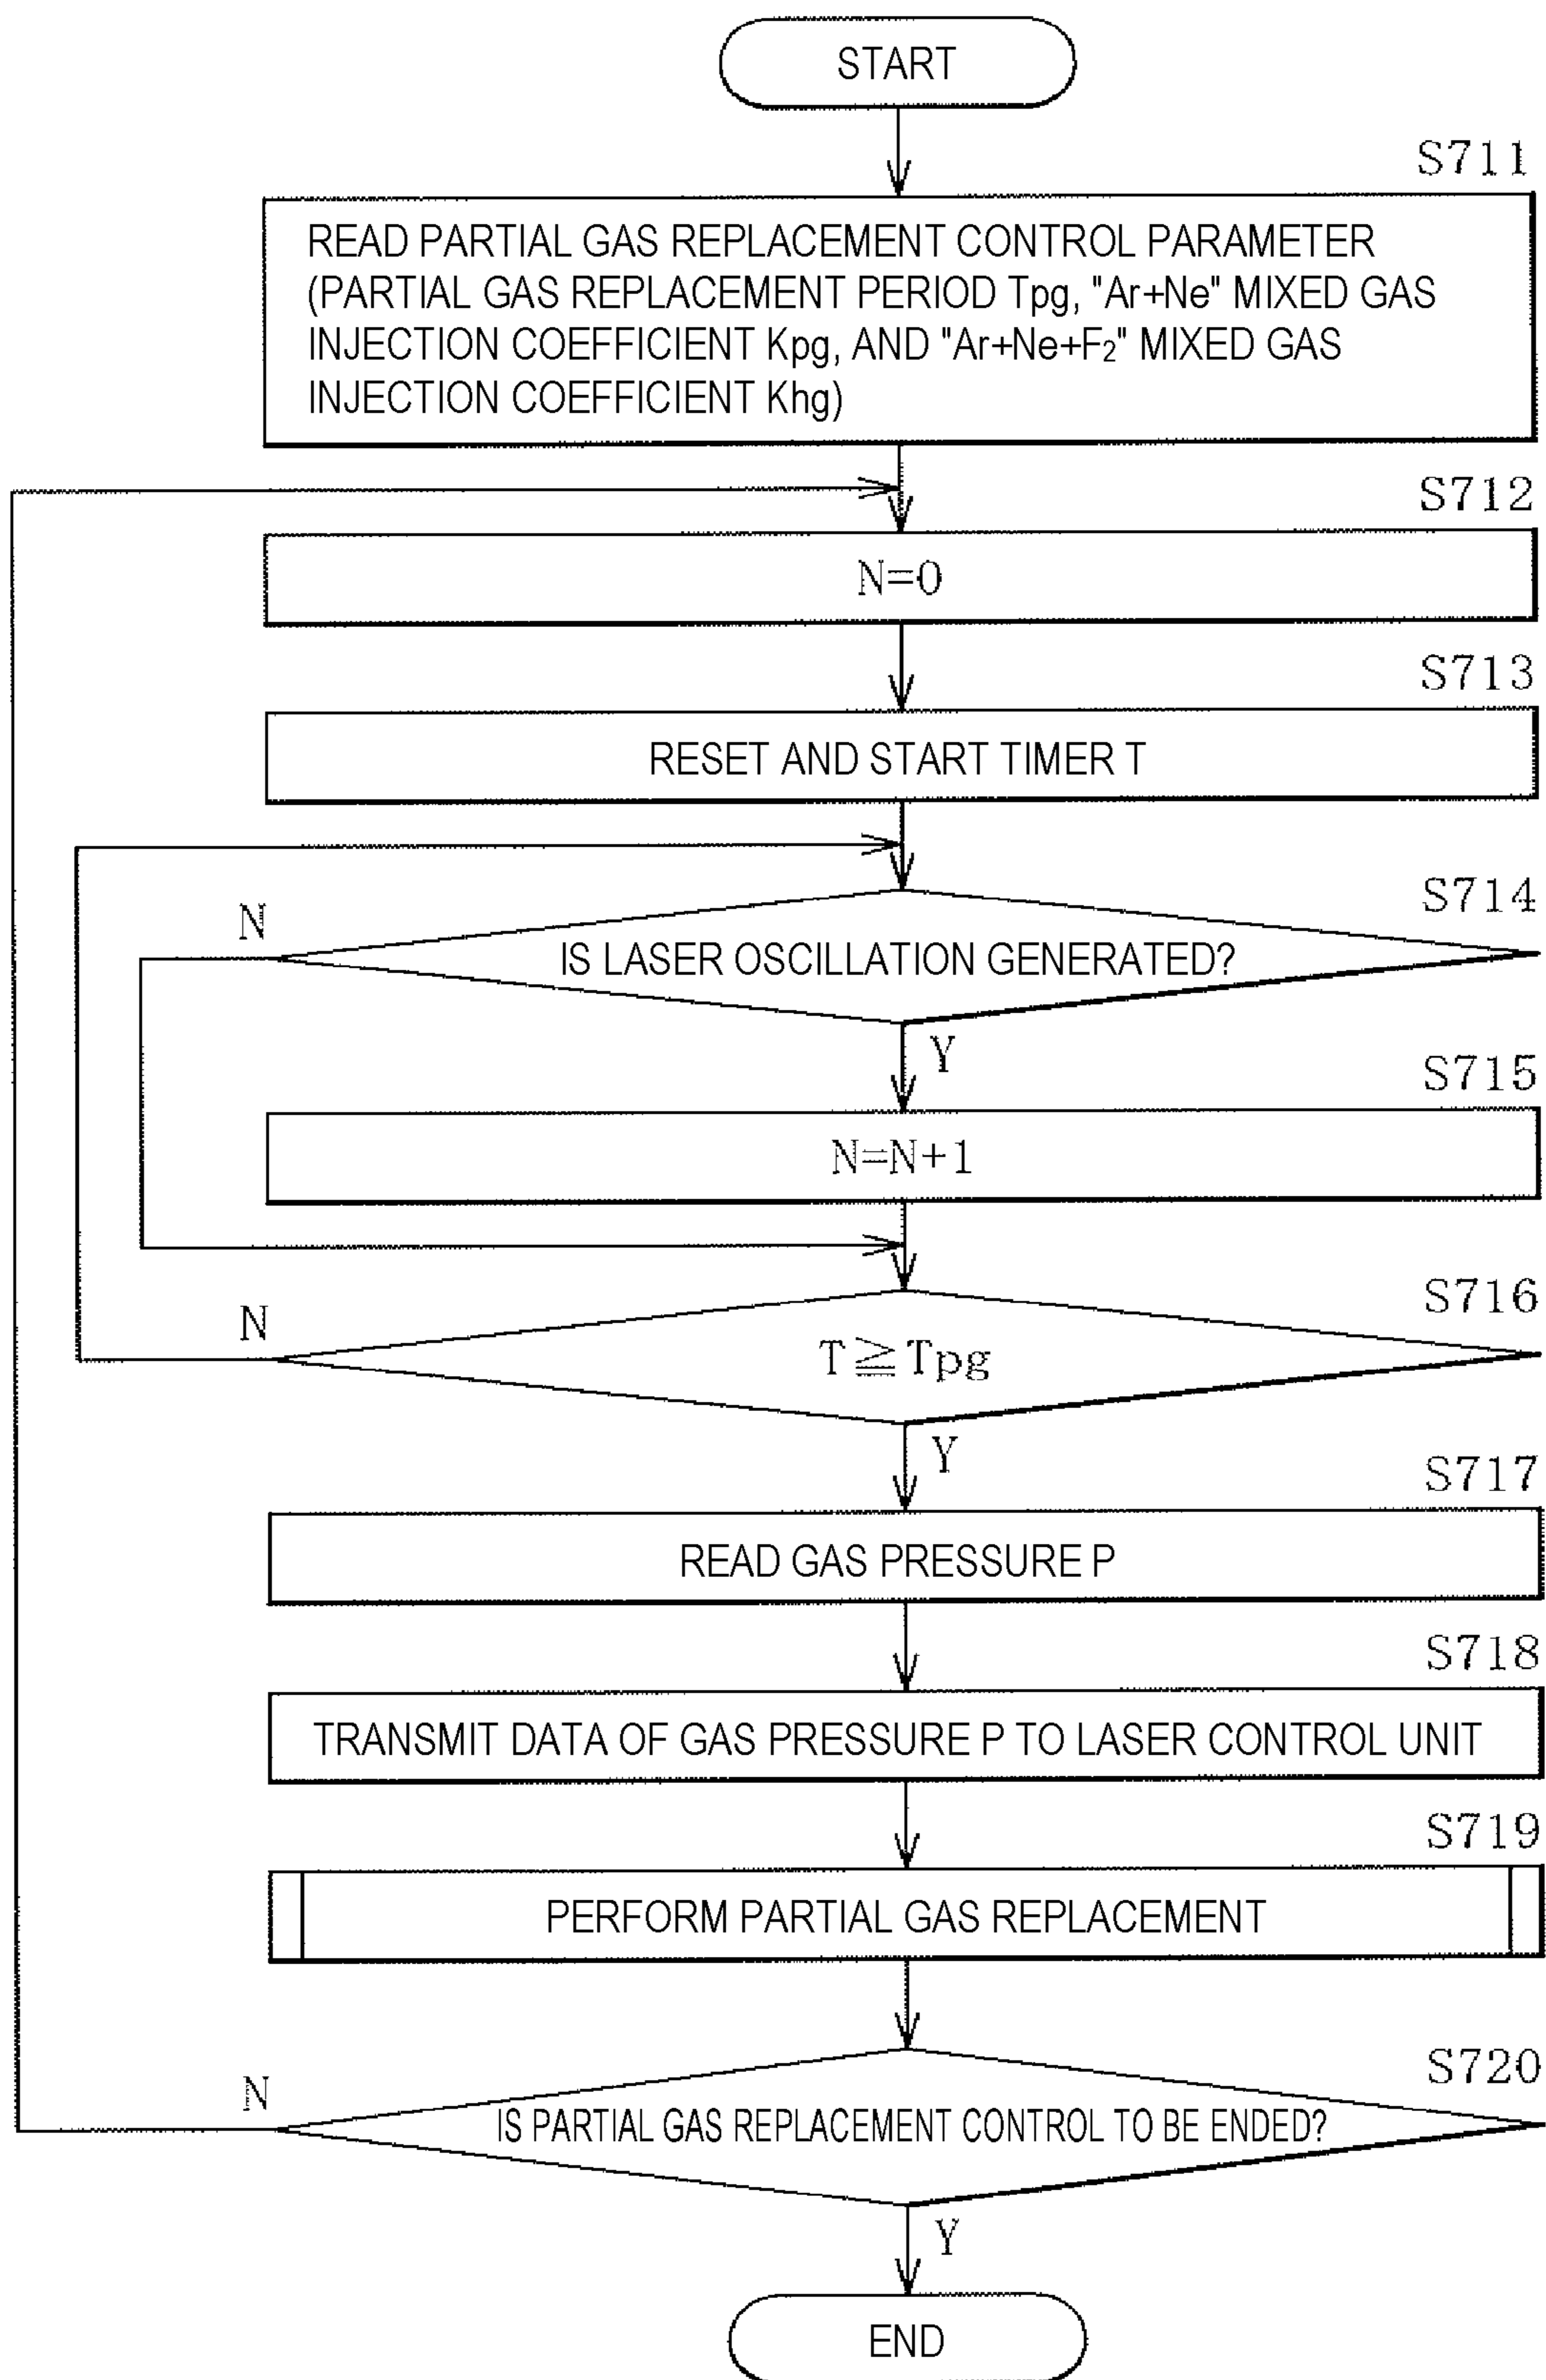 START
S711
READ PARTIAL GAS REPLACEMENT CONTROL PARAMETER
(PARTIAL GAS REPLACEMENT PERIOD Tpg, "Ar+Ne" MIXED GAS
INJECTION COEFFICIENT Kpg, AND "Ar+Ne+F₂" MIXED GAS
INJECTION COEFFICIENT Khg)
S712
N=0
S713
RESET AND START TIMER T
S714
N
IS LASER OSCILLATION GENERATED?
Y
S715
N=N+1
S716
N
T≧Tpg
Y
S717
READ GAS PRESSURE P
S718
TRANSMIT DATA OF GAS PRESSURE P TO LASER CONTROL UNIT
S719
PERFORM PARTIAL GAS REPLACEMENT
S720
N
IS PARTIAL GAS REPLACEMENT CONTROL TO BE ENDED?
Y
END